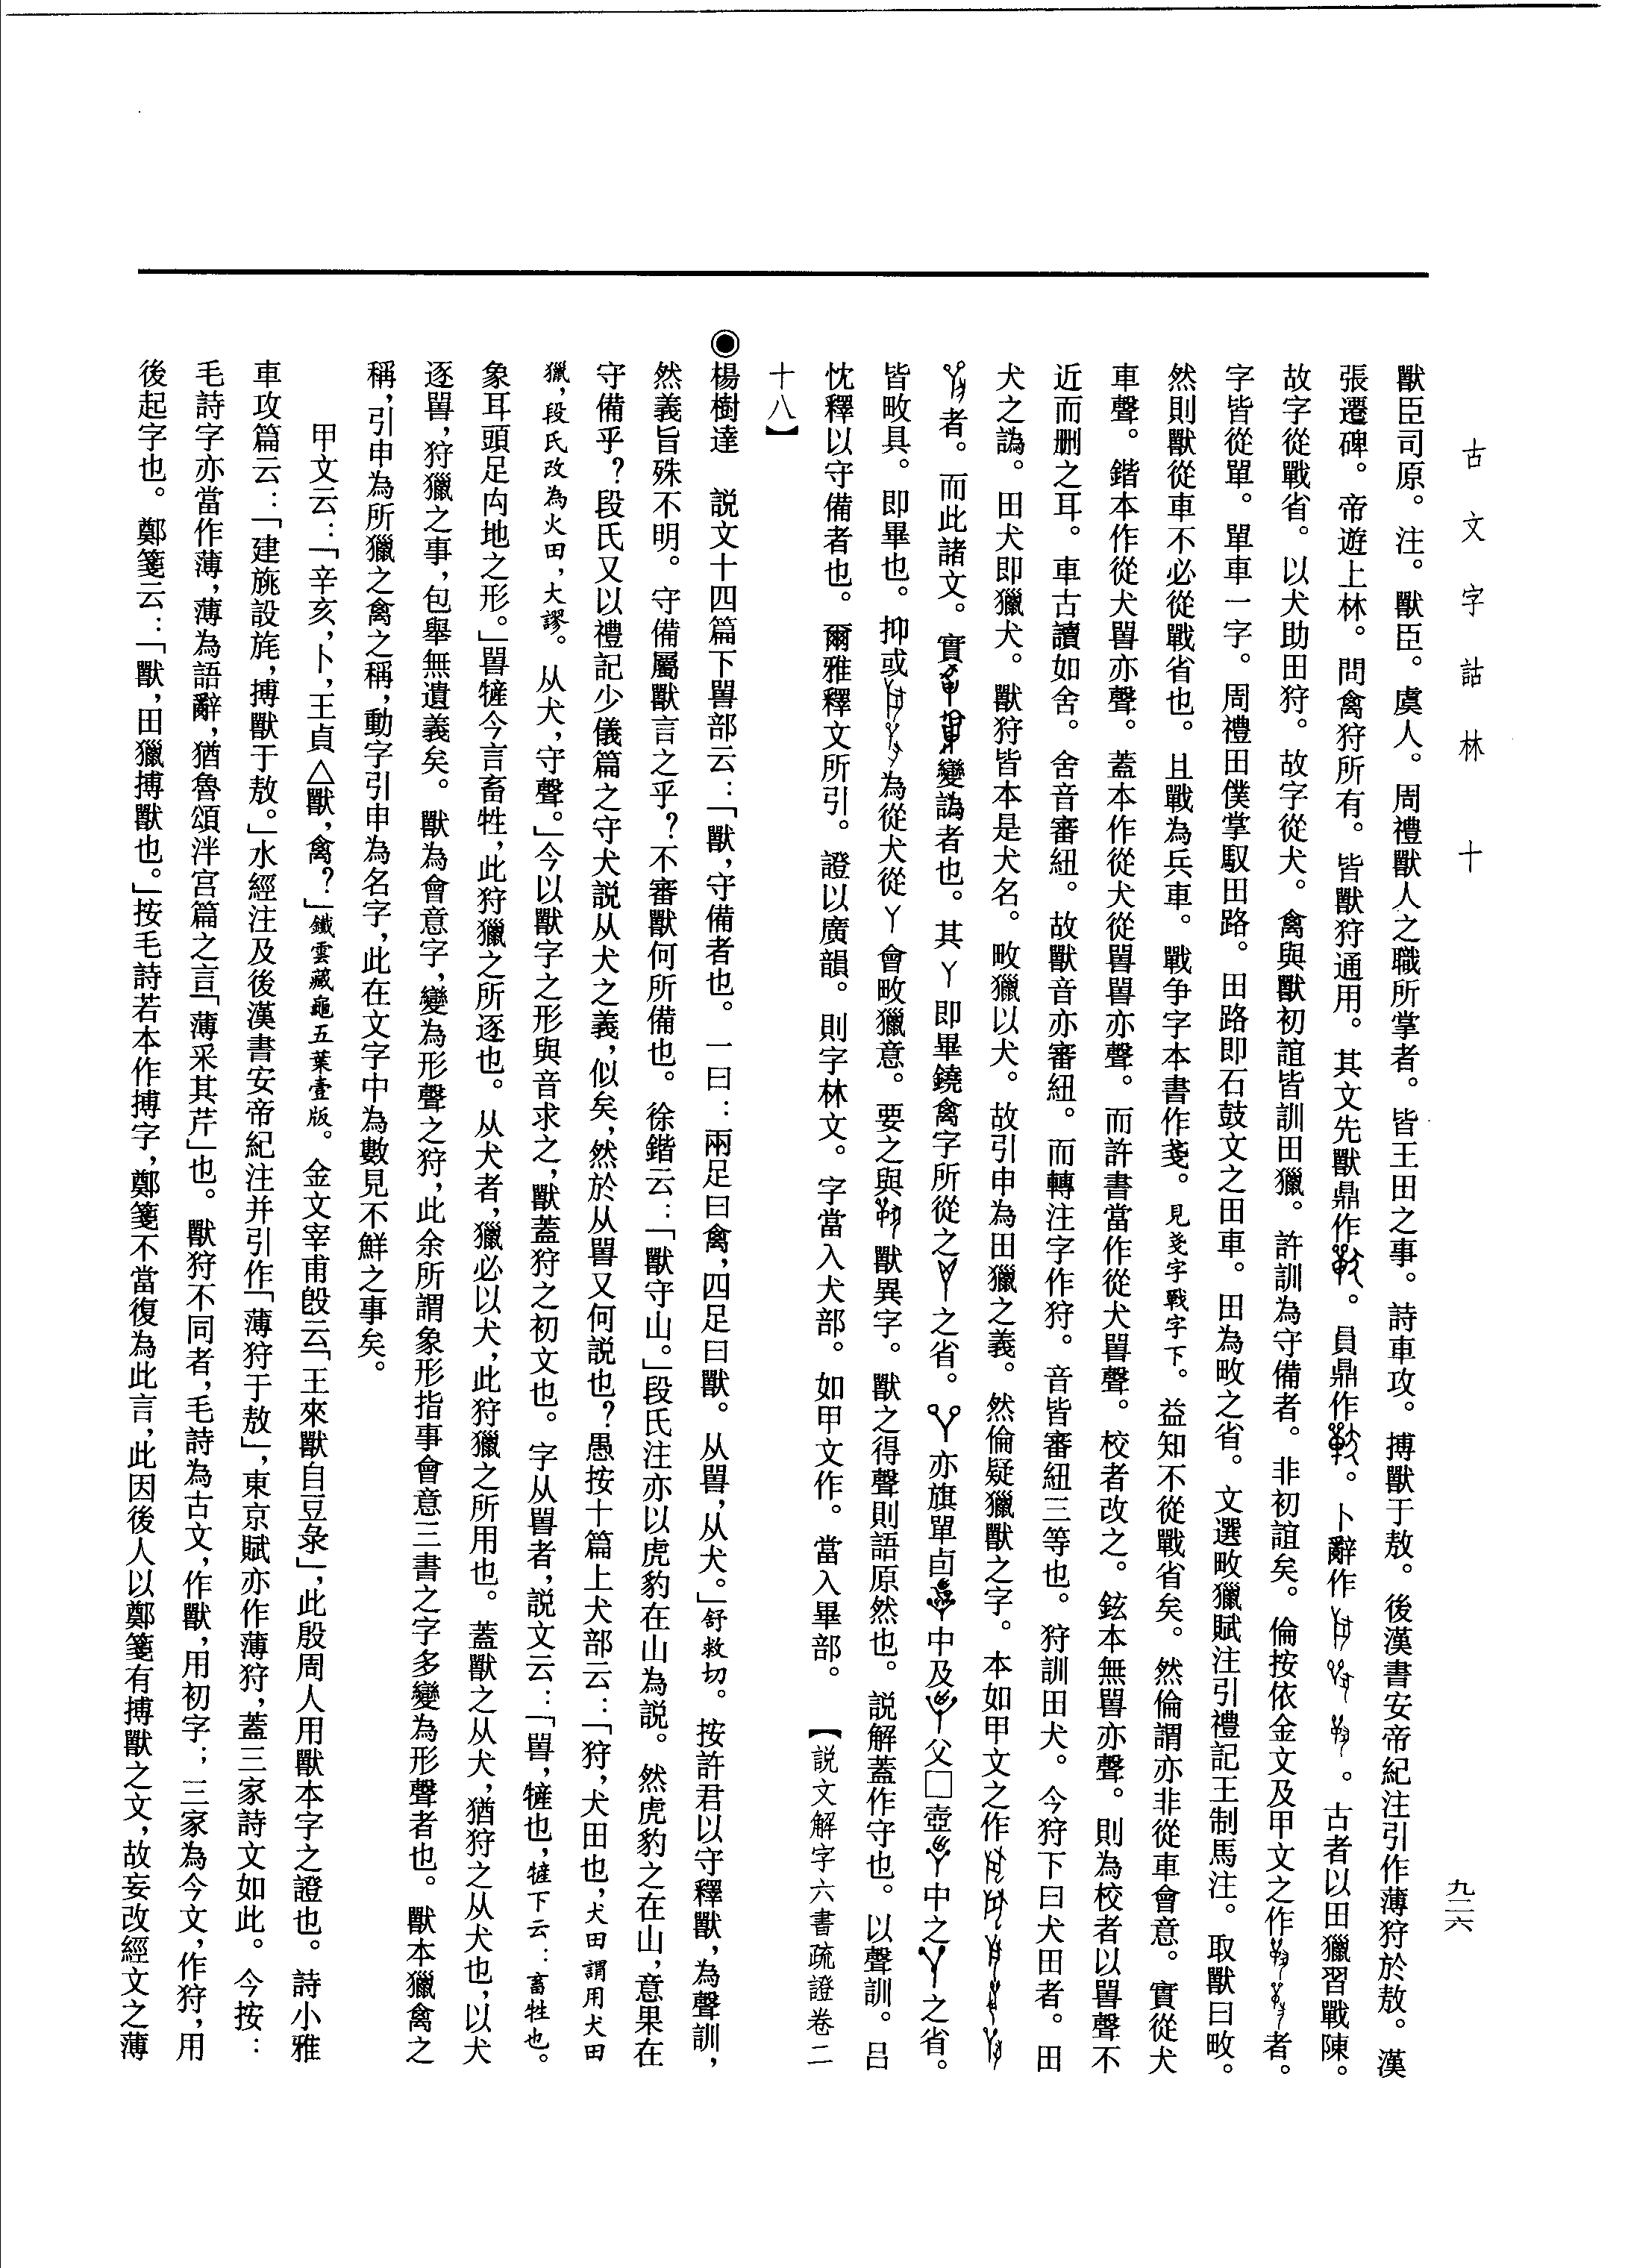 古文字詁林　十
九二六
獸臣司原。注。獸臣。虞人。周禮獸人之職所掌者。皆王田之事。詩車攻。搏獸于敖。後漢書安帝紀注引作薄狩於敖。漢
張遷碑。帝遊上林。問禽狩所有。皆獸狩通用。其文先獸鼎作。員鼎作。卜辭作。古者以田獵習戰陳。
故字從戰省。以犬助田狩。故字從犬。禽與獸初誼皆訓田獵。許訓為守備者。非初誼矣。倫按依金文及甲文之作者。
字皆從單。單車一字。周禮田僕掌馭田路。田路即石鼓文之田車。田為畋之省。文選畋獵賦注引禮記王制馬注。取獸曰畋。
然則獸從車不必從戰省也。且戰為兵車。戰争字本書作戔。見戔字戰字下。益知不從戰省矣。然倫謂亦非從車會意。實從犬
車聲。鍇本作從犬嘼亦聲。蓋本作從犬從嘼嘼亦聲。而許書當作從犬嘼聲。校者改之。鉉本無嘼亦聲。則為校者以嘼聲不
近而删之耳。車古讀如舍。舍音審紐。故獸音亦審紐。而轉注字作狩。音皆審紐三等也。狩訓田犬。今狩下曰犬田者。田
犬之譌。田犬即獵犬。獸狩皆本是犬名。畋獵以犬。故引申為田獵之義。然倫疑獵獸之字。本如甲文之作
者。而此諸文。實變譌者也。其丫即畢鐃禽字所從之之省。亦旗單卣中及父□壺中之之省。
皆畋具。即畢也。抑或為從犬從丫會畋獵意。要之與獸異字。獸之得聲則語原然也。説解蓋作守也。以聲訓。吕
忱釋以守備者也。爾雅釋文所引。證以廣韻。則字林文。字當入犬部。如甲文作。當入畢部。　【説文解字六書疏證卷二
十八】
◉楊樹達　説文十四篇下嘼部云：「獸，守備者也。一曰：兩足曰禽，四足曰獸。从嘼，从犬。」舒救切。按許君以守釋獸，為聲訓，
然義旨殊不明。守備屬獸言之乎？不審獸何所備也。徐鍇云：「獸守山。」段氏注亦以虎豹在山為説。然虎豹之在山，意果在
守備乎？段氏又以禮記少儀篇之守犬説从犬之義，似矣，然於从嘼又何説也？愚按十篇上犬部云：「狩，犬田也，犬田謂用犬田
獵，段氏改為火田，大謬。从犬，守聲。」今以獸字之形與音求之，獸蓋狩之初文也。字从嘼者，説文云：「嘼，㹌也，㹌下云：畜牲也。
象耳頭足厹地之形。」嘼㹌今言畜牲，此狩獵之所逐也。从犬者，獵必以犬，此狩獵之所用也。蓋獸之从犬，猶狩之从犬也，以犬
逐嘼，狩獵之事，包舉無遺義矣。獸為會意字，變為形聲之狩，此余所謂象形指事會意三書之字多變為形聲者也。獸本獵禽之
稱，引申為所獵之禽之稱，動字引申為名字，此在文字中為數見不鮮之事矣。
甲文云：「辛亥，卜，王貞△獸，禽？」鐵雲藏龜五葉壹版。金文宰甫𣪘云「王來獸自豆彔」，此殷周人用獸本字之證也。詩小雅
車攻篇云：「建旐設旄，搏獸于敖。」水經注及後漢書安帝紀注并引作「薄狩于敖」，東京賦亦作薄狩，蓋三家詩文如此。今按：
毛詩字亦當作薄，薄為語辭，猶魯頌泮宫篇之言「薄采其芹」也。獸狩不同者，毛詩為古文，作獸，用初字；三家為今文，作狩，用
後起字也。鄭箋云：「獸，田獵搏獸也。」按毛詩若本作搏字，鄭箋不當復為此言，此因後人以鄭箋有搏獸之文，故妄改經文之薄